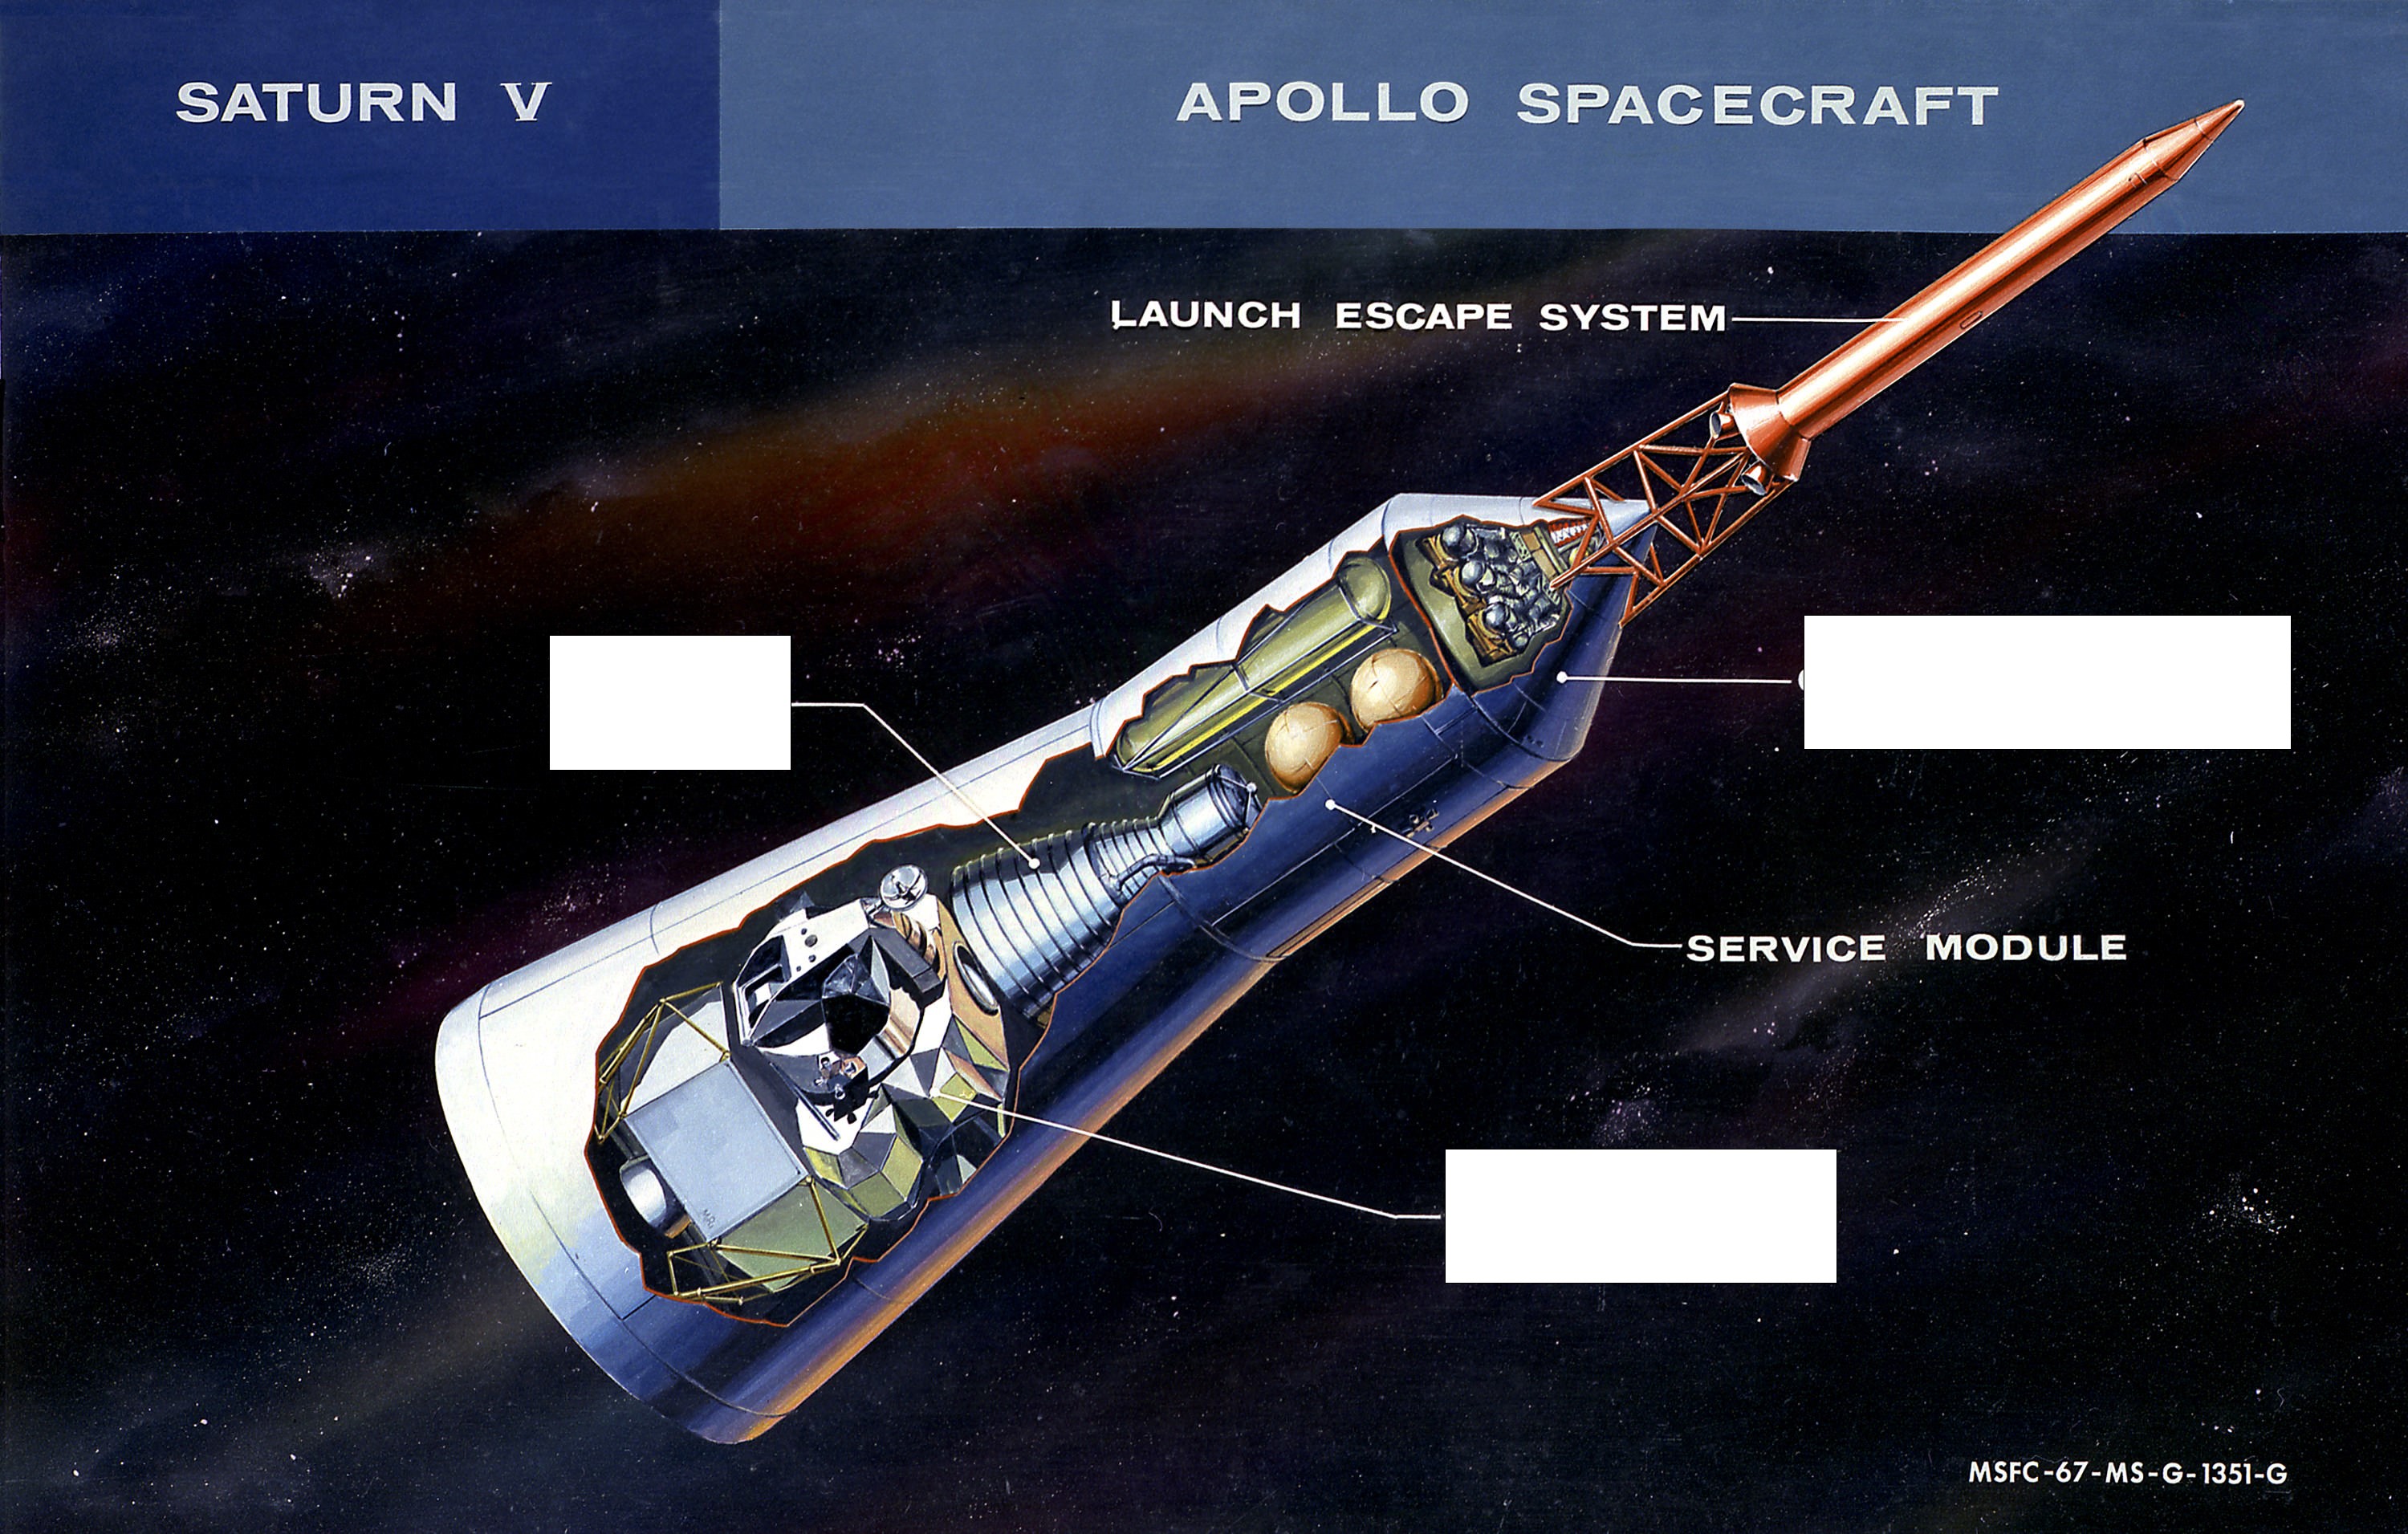 SATURN V
APOLLO SPACECRAFT
LAUNCH ESCAPE SYSTEM
SERVICE MODULE
MSFC-67-MS-G-1351-G